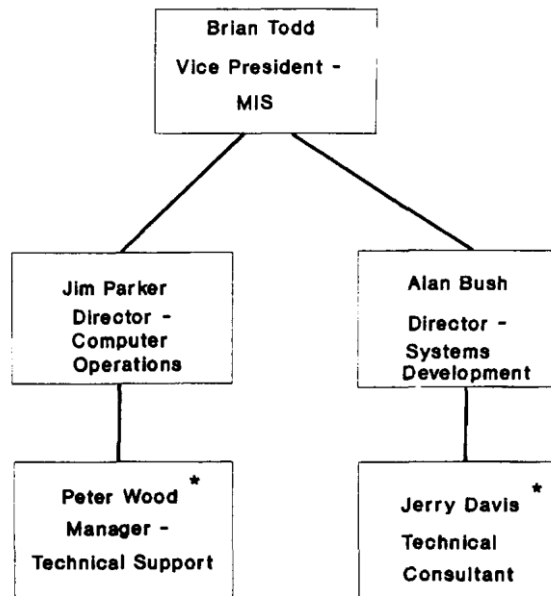 Brian Todd
Vice President -
MIS
Jim Parker
Director -
Computer
Operations
Alan Bush
Director -
Systems
Development
Peter Wood *
Manager -
Technical Support
Jerry Davis *
Technical
Consultant